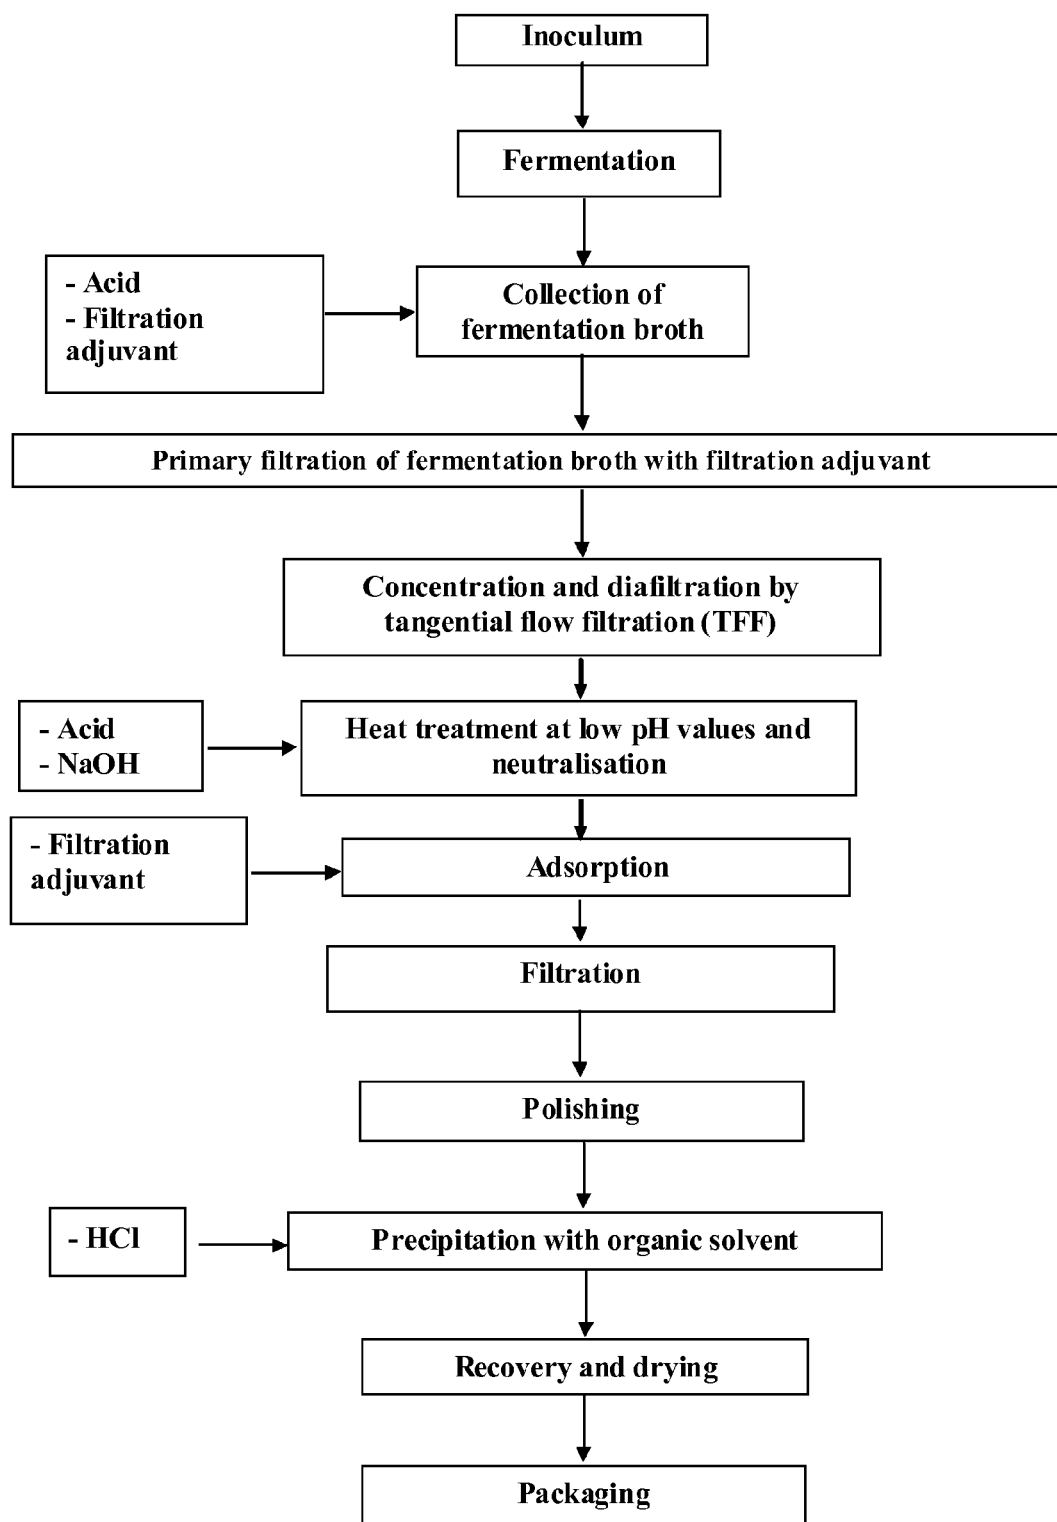 Inoculum
Fermentation
- Acid
- Filtration
adjuvant
Collection of
fermentation broth
Primary filtration of fermentation broth with filtration adjuvant
Concentration and diafiltration by
tangential flow filtration (TFF)
- Acid
- NaOH
Heat treatment at low pH values and
neutralisation
- Filtration
adjuvant
Adsorption
Filtration
Polishing
- HCl
Precipitation with organic solvent
Recovery and drying
Packaging